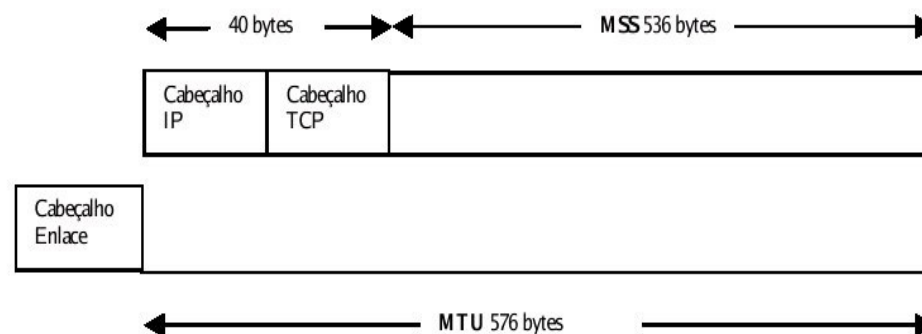 40 bytes
MSS 536 bytes
Cabeçalho
IP
Cabeçalho
TCP
Cabeçalho
Enlace
MTU 576 bytes